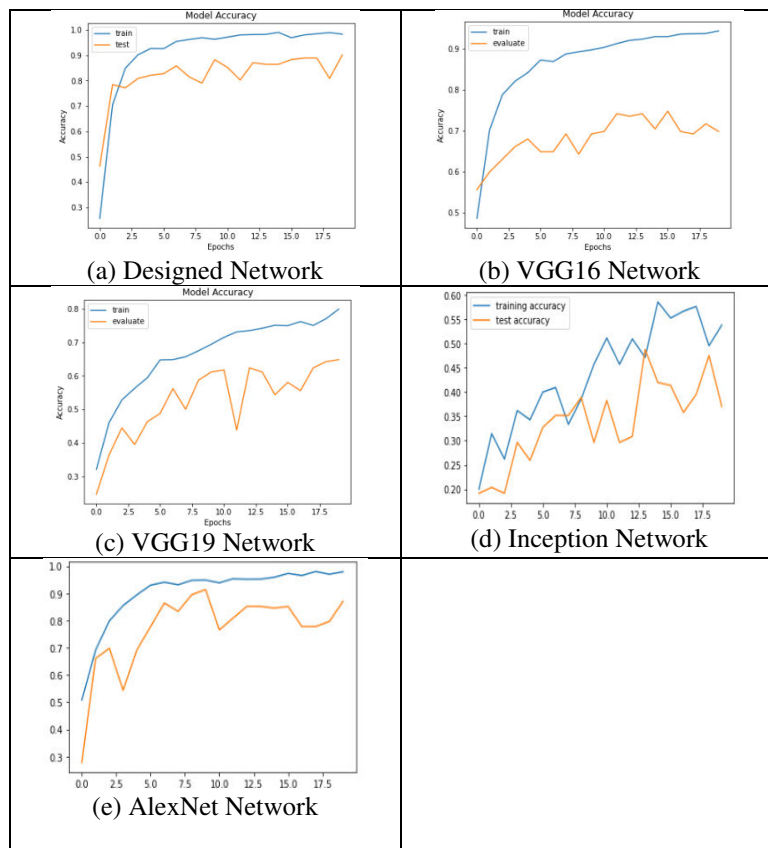 Model Accuracy
train
test
1.0
0.9
0.8
0.7
0.6
0.5
0.4
0.3
Accuracy
0.0 2.5 5.0 7.5 10.0 12.5 15.0 17.5
Epochs
(a) Designed Network
Model Accuracy
train
evaluate
0.9
0.8
0.7
0.6
0.5
Accuracy
0.0 2.5 5.0 7.5 10.0 12.5 15.0 17.5
Epochs
(b) VGG16 Network
Model Accuracy
train
evaluate
0.8
0.7
0.6
0.5
0.4
0.3
Accuracy
0.0 2.5 5.0 7.5 10.0 12.5 15.0 17.5
Epochs
(c) VGG19 Network
training accuracy
test accuracy
0.60
0.55
0.50
0.45
0.40
0.35
0.30
0.25
0.20
0.0 2.5 5.0 7.5 10.0 12.5 15.0 17.5
(d) Inception Network
1.0
0.9
0.8
0.7
0.6
0.5
0.4
0.3
0.0 2.5 5.0 7.5 10.0 12.5 15.0 17.5
(e) AlexNet Network